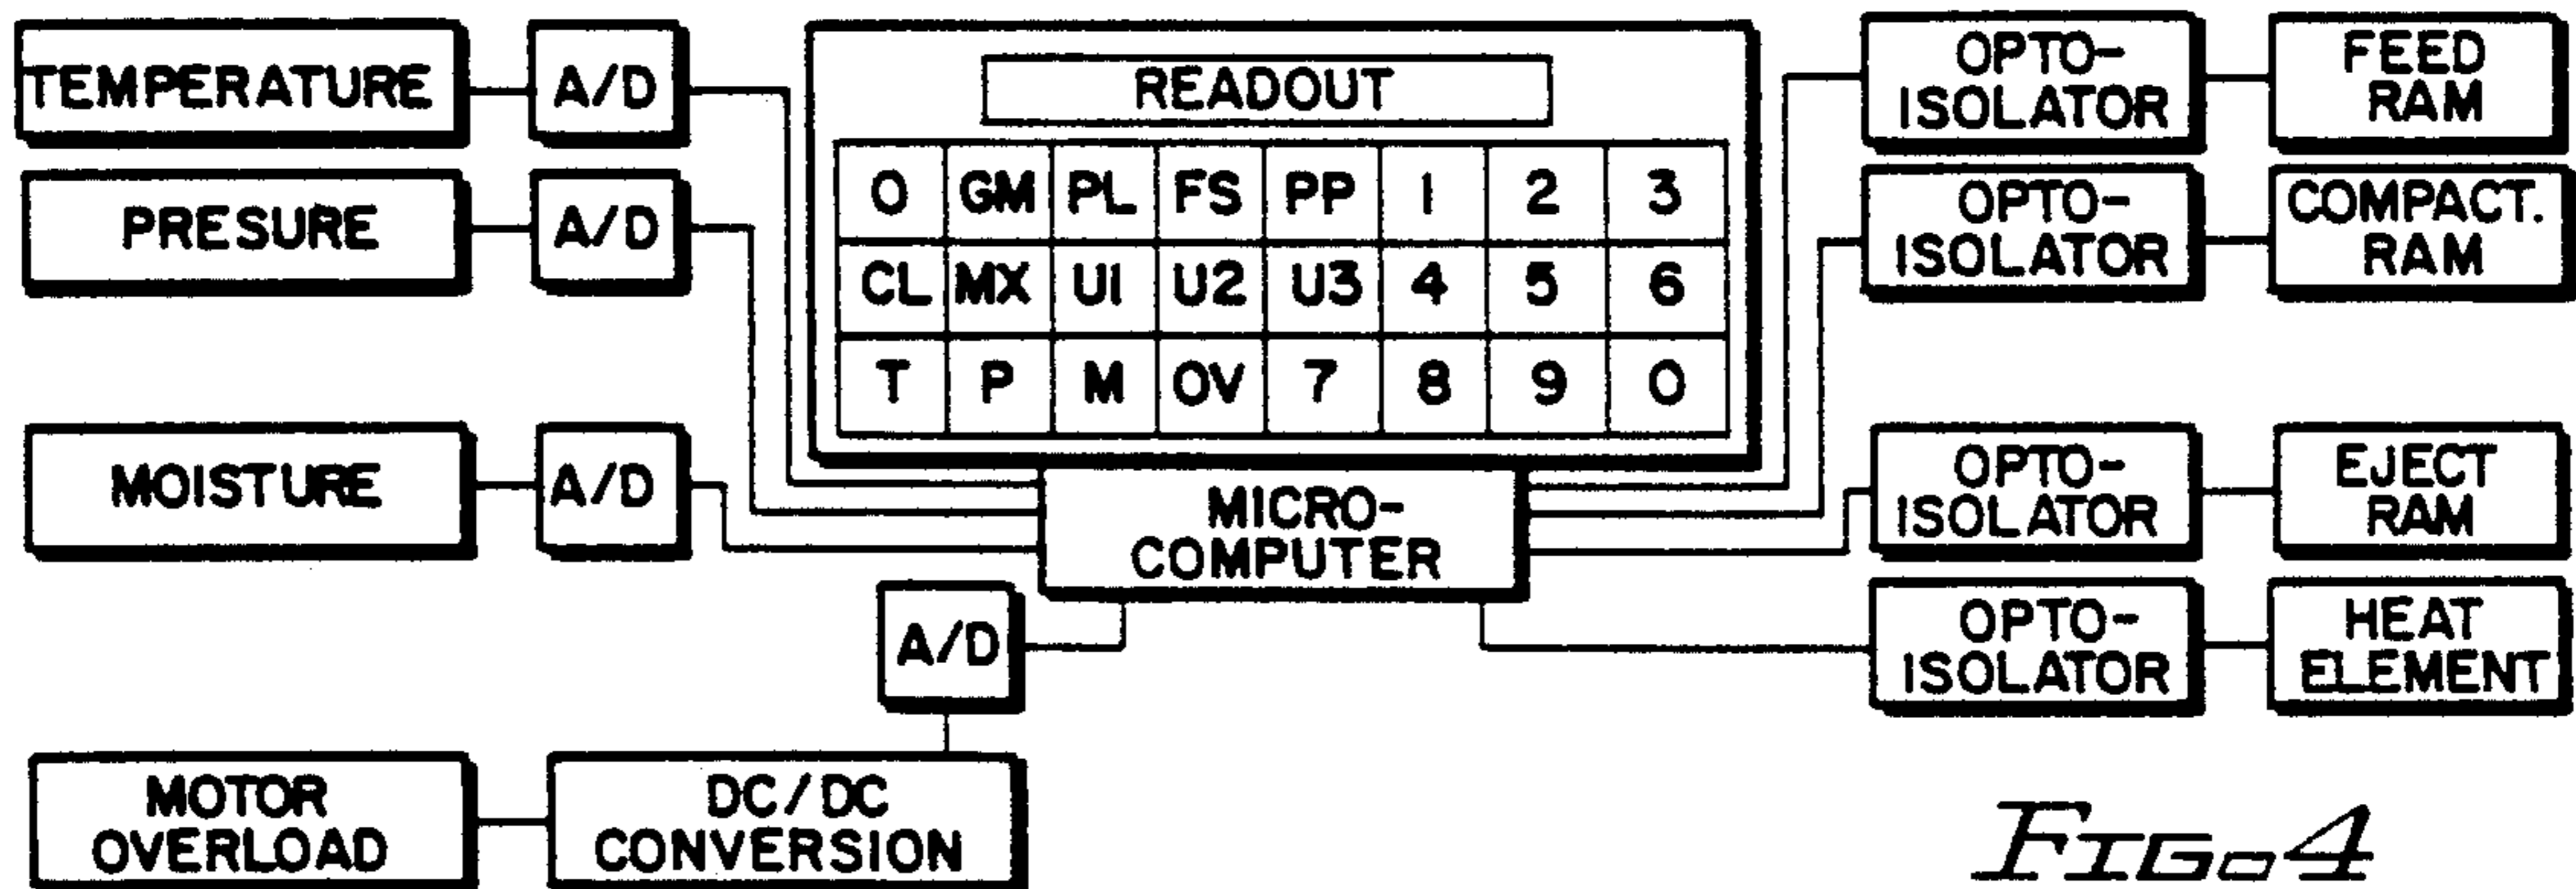 TEMPERATURE
A/D
PRESURE
A/D
MOISTURE
A/D
MOTOR
OVERLOAD
DC/DC
CONVERSION
A/D
READOUT
O GM PL FS PP 1 2 3
CL MX U1 U2 U3 4 5 6
T P M OV 7 8 9 0
MICRO-
COMPUTER
OPTO-
ISOLATOR
FEED
RAM
OPTO-
ISOLATOR
COMPACT.
RAM
OPTO-
ISOLATOR
EJECT
RAM
OPTO-
ISOLATOR
HEAT
ELEMENT
FIG. 4